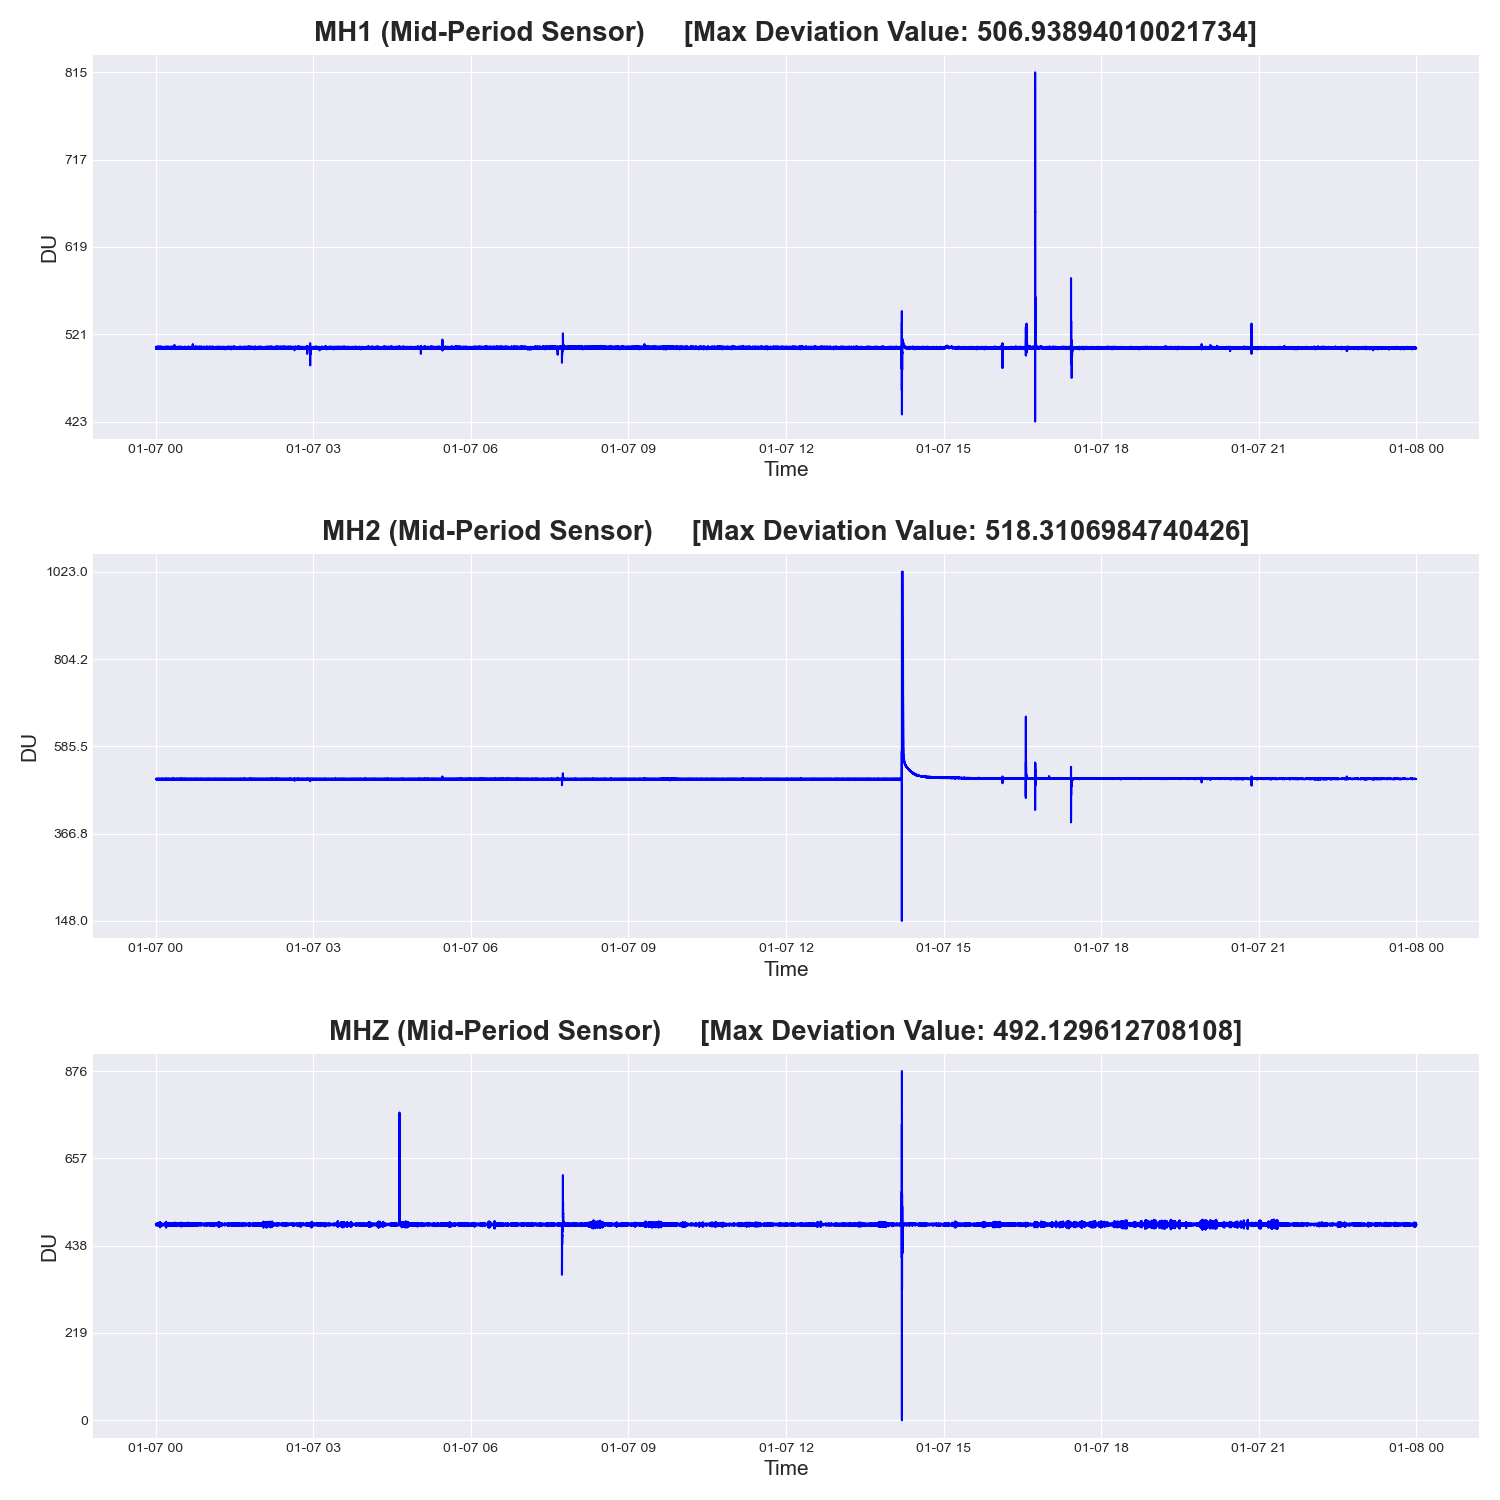 MH1 (Mid-Period Sensor) [Max Deviation Value: 506.93894010021734]
815
717
619
521
423
DU
01-07 00 01-07 03 01-07 06 01-07 09 01-07 12 01-07 15 01-07 18 01-07 21 01-08 00
Time
MH2 (Mid-Period Sensor) [Max Deviation Value: 518.3106984740426]
1023.0
804.2
585.5
366.8
148.0
DU
01-07 00 01-07 03 01-07 06 01-07 09 01-07 12 01-07 15 01-07 18 01-07 21 01-08 00
Time
MHZ (Mid-Period Sensor) [Max Deviation Value: 492.129612708108]
876
657
438
219
0
DU
01-07 00 01-07 03 01-07 06 01-07 09 01-07 12 01-07 15 01-07 18 01-07 21 01-08 00
Time